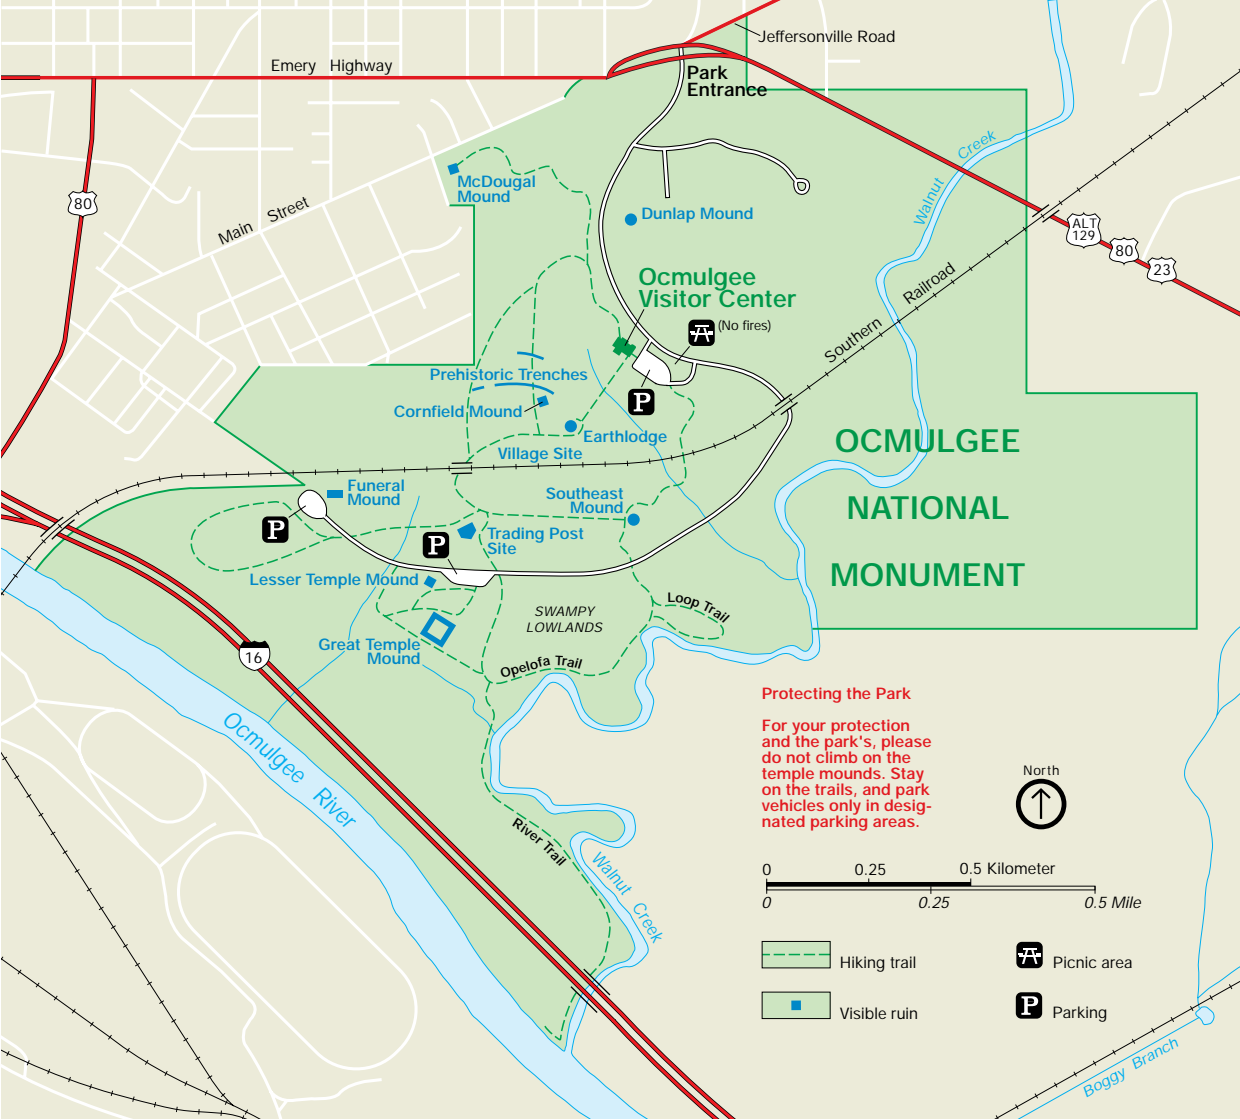 Jeffersonville Road
Emery Highway
Park
Entrance
Walnut Creek
McDougal
Mound
80
Main Street
Dunlap Mound
ALT
129
80
23
Ocmulgee
Visitor Center
(No fires)
Southern Railroad
Prehistoric Trenches
P
Cornfield Mound
Earthlodge
OCMULGEE
Village Site
Funeral
Mound
Southeast
Mound
NATIONAL
P
P
Trading Post
Site
MONUMENT
Lesser Temple Mound
SWAMPY
LOWLANDS
Loop Trail
Great Temple
Mound
16
Opelofa Trail
Ocmulgee River
Protecting the Park
For your protection
and the park's, please
do not climb on the
temple mounds. Stay
on the trails, and park
vehicles only in desig-
nated parking areas.
North
River Trail
Walnut Creek
0 0.25 0.5 Kilometer
0 0.25 0.5 Mile
Hiking trail
Picnic area
Visible ruin
P
Parking
Boggy Branch